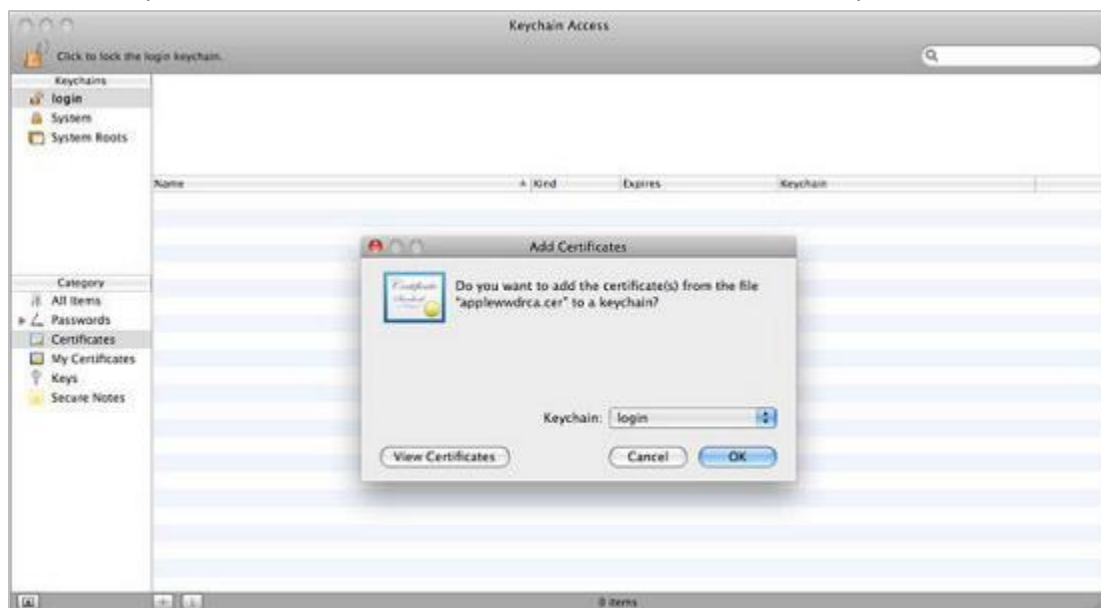 Keychain Access
Click to lock the login keychain.
Keychains
login
System
System Roots
Name Kind Expires Keychain
Add Certificates
Do you want to add the certificate(s) from the file
"applewwdrca.cer" to a keychain?
Keychain: login
View Certificates Cancel OK
Category
All Items
Passwords
Certificates
My Certificates
Keys
Secure Notes
0 items